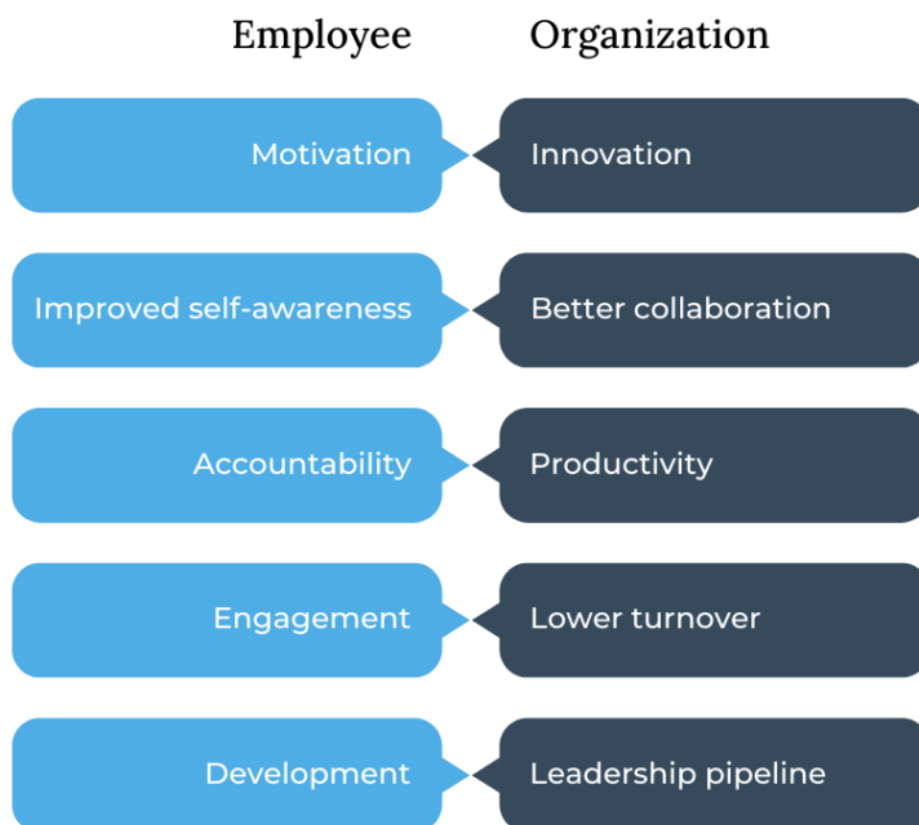 Employee Organization
Motivation Innovation
Improved self-awareness Better collaboration
Accountability Productivity
Engagement Lower turnover
Development Leadership pipeline